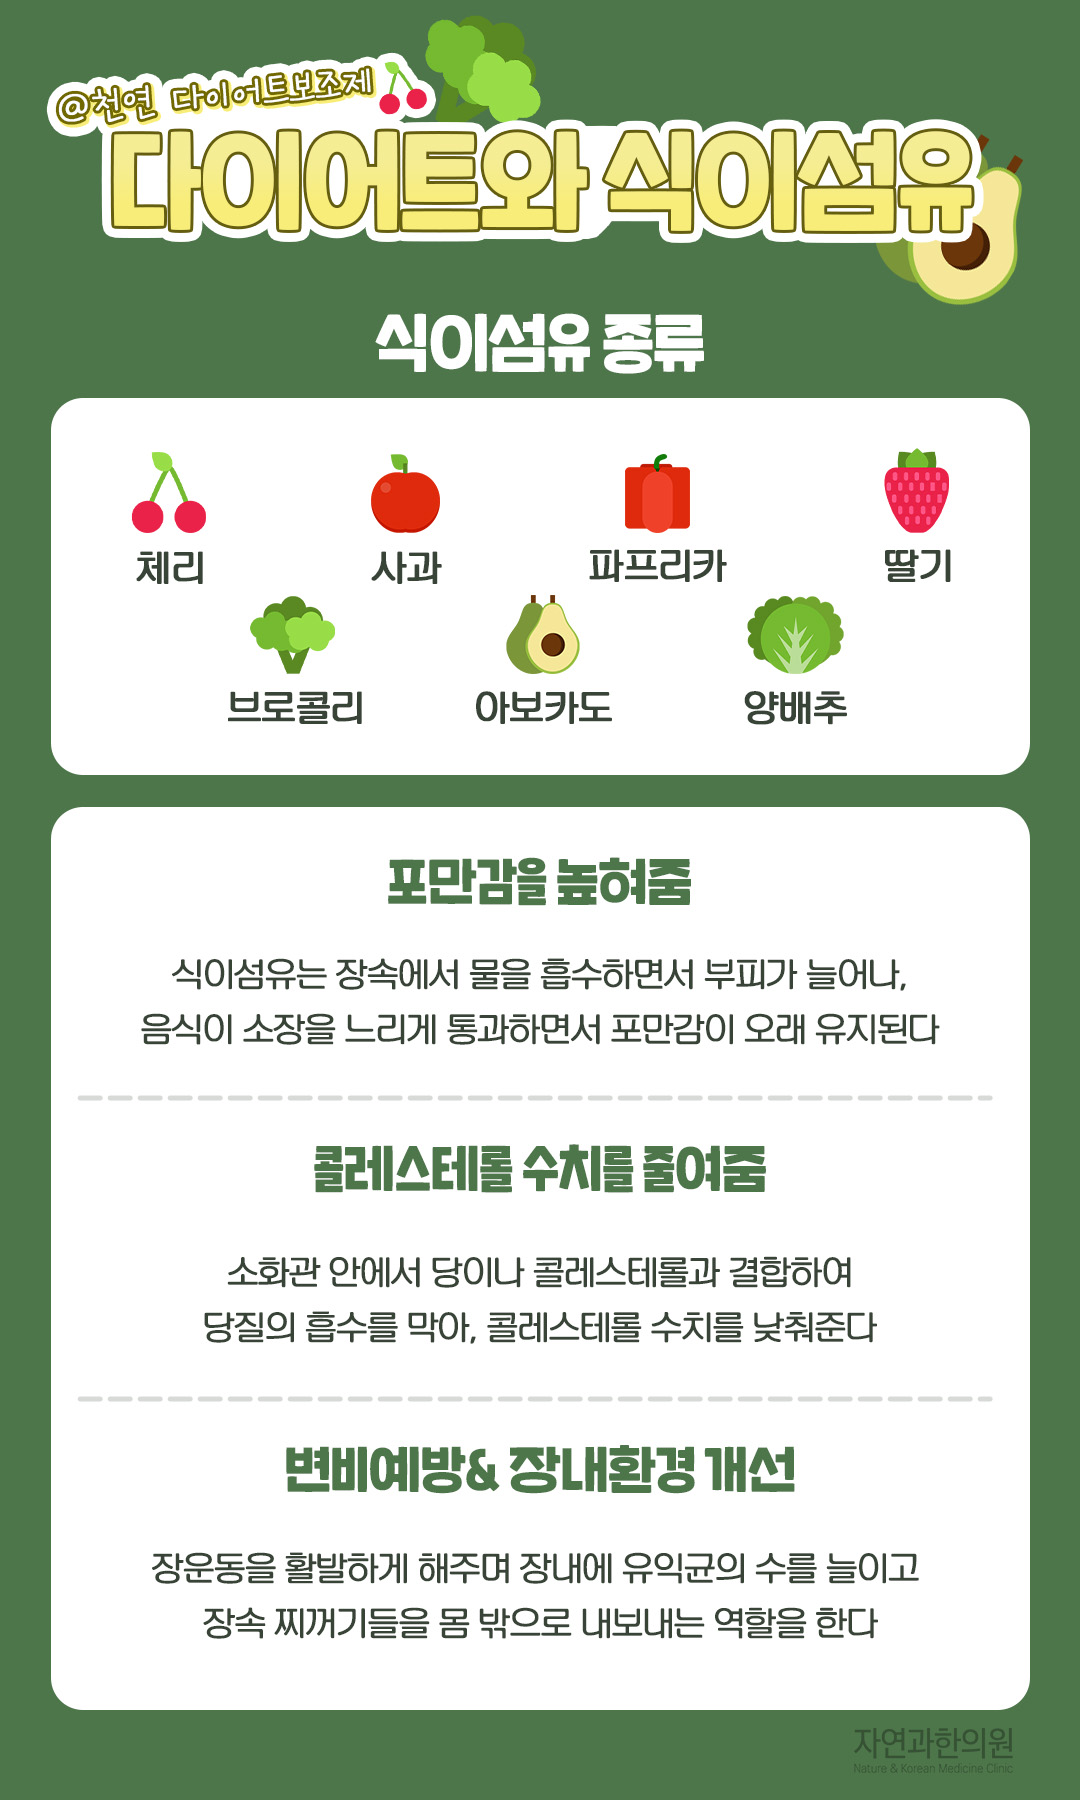 @천연 다이어트보조제
다이어트와 식이섬유
식이섬유 종류
체리 사과 파프리카 딸기
브로콜리 아보카도 양배추
포만감을 높혀줌
식이섬유는 장속에서 물을 흡수하면서 부피가 늘어나,
음식이 소장을 느리게 통과하면서 포만감이 오래 유지된다
콜레스테롤 수치를 줄여줌
소화관 안에서 당이나 콜레스테롤과 결합하여
당질의 흡수를 막아, 콜레스테롤 수치를 낮춰준다
변비예방& 장내환경 개선
장운동을 활발하게 해주며 장내에 유익균의 수를 늘이고
장속 찌꺼기들을 몸 밖으로 내보내는 역할을 한다
자연과한의원
Nature & Korean Medicine Clinic